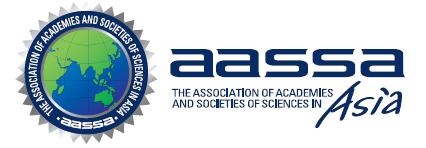 THE ASSOCIATION OF ACADEMIES AND SOCIETIES OF SCIENCES IN ASIA
· aassa ·
aassa
THE ASSOCIATION OF ACADEMIES
AND SOCIETIES OF SCIENCES IN Asia